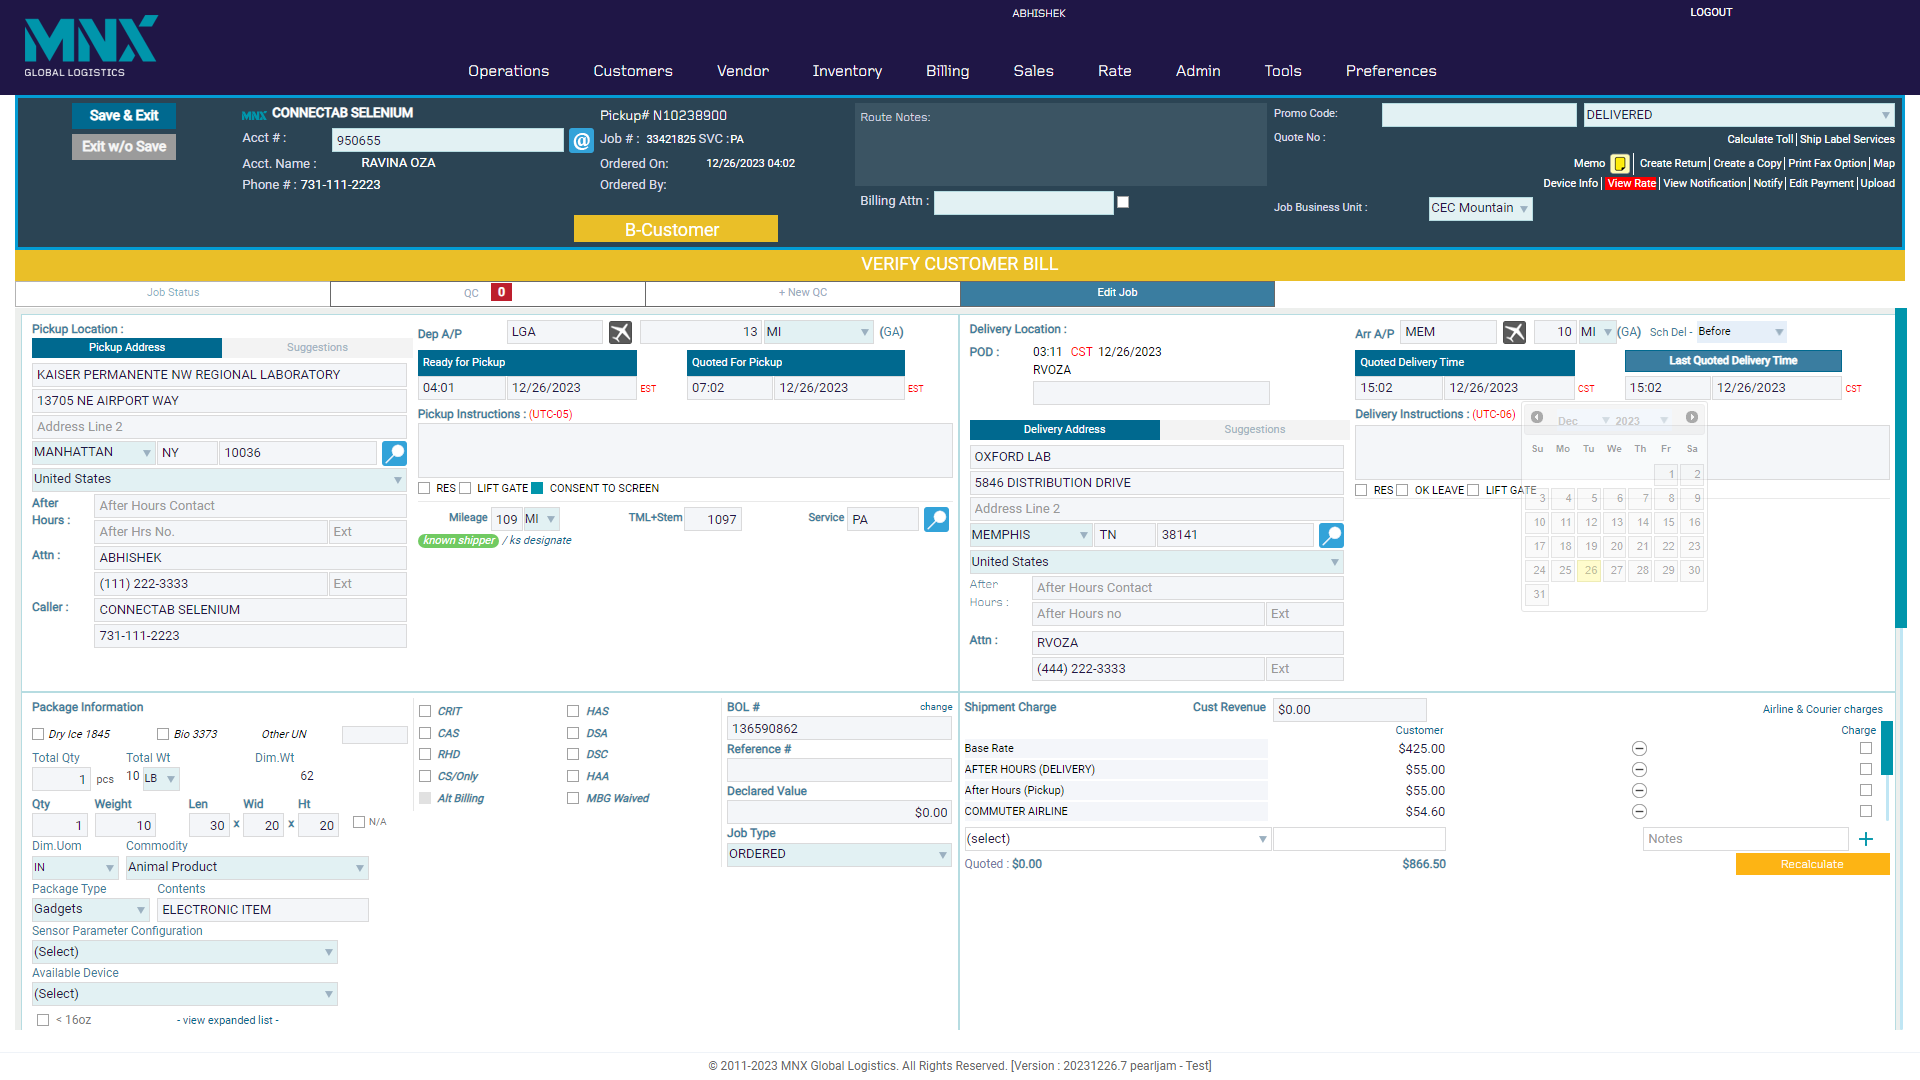 ABHISHEK
LOGOUT
MNX
GLOBAL LOGISTICS
Operations Customers Vendor Inventory Billing Sales Rate Admin Tools Preferences
Save & Exit
Exit w/o Save
MNX CONNECTAB SELENIUM
Acct # : 950655 @
Acct. Name : RAVINA OZA
Phone # : 731-111-2223
Pickup# N10238900
Job # : 33421825 SVC :PA
Ordered On: 12/26/2023 04:02
Ordered By:
B-Customer
Route Notes:
Billing Attn :
Promo Code: DELIVERED
Quote No :
Calculate Toll | Ship Label Services
Memo | Create Return | Create a Copy | Print Fax Option | Map
Device Info | View Rate | View Notification | Notify | Edit Payment | Upload
Job Business Unit : CEC Mountain
VERIFY CUSTOMER BILL
Job Status QC 0 + New QC Edit Job
Pickup Location :
Pickup Address Suggestions
KAISER PERMANENTE NW REGIONAL LABORATORY
13705 NE AIRPORT WAY
Address Line 2
MANHATTAN NY 10036
United States
After Hours : After Hours Contact
After Hrs No. Ext
Attn : ABHISHEK
(111) 222-3333 Ext
Caller : CONNECTAB SELENIUM
731-111-2223
Dep A/P LGA 13 MI (GA)
Ready for Pickup Quoted For Pickup
04:01 12/26/2023 EST 07:02 12/26/2023 EST
Pickup Instructions : (UTC-05)
RES LIFT GATE CONSENT TO SCREEN
Mileage 109 MI TML+Stem 1097 Service PA
known shipper / ks designate
Delivery Location :
POD : 03:11 CST 12/26/2023
RVOZA
Delivery Address Suggestions
OXFORD LAB
5846 DISTRIBUTION DRIVE
Address Line 2
MEMPHIS TN 38141
United States
After Hours : After Hours Contact
After Hours no Ext
Attn : RVOZA
(444) 222-3333 Ext
Arr A/P MEM 10 MI (GA) Sch Del - Before
Quoted Delivery Time Last Quoted Delivery Time
15:02 12/26/2023 CST 15:02 12/26/2023 CST
Delivery Instructions : (UTC-06)
RES OK LEAVE LIFT GATE
Dec 2023
Su Mo Tu We Th Fr Sa
1 2
3 4 5 6 7 8 9
10 11 12 13 14 15 16
17 18 19 20 21 22 23
24 25 26 27 28 29 30
31
Package Information
Dry Ice 1845 Bio 3373 Other UN
Total Qty Total Wt Dim.Wt
1 pcs 10 LB 62
Qty Weight Len Wid Ht
1 10 30 x 20 x 20 N/A
Dim.Uom Commodity
IN Animal Product
Package Type Contents
Gadgets ELECTRONIC ITEM
Sensor Parameter Configuration
(Select)
Available Device
(Select)
< 16oz - view expanded list -
CRIT HAS
CAS DSA
RHD DSC
CS/Only HAA
Alt Billing MBG Waived
BOL # change
136590862
Reference #
Declared Value
$0.00
Job Type
ORDERED
Shipment Charge Cust Revenue $0.00 Airline & Courier charges
Customer Charge
Base Rate $425.00
AFTER HOURS (DELIVERY) $55.00
After Hours (Pickup) $55.00
COMMUTER AIRLINE $54.60
(select) Notes +
Quoted : $0.00 $866.50 Recalculate
© 2011-2023 MNX Global Logistics. All Rights Reserved. [Version : 20231226.7 pearljam - Test]